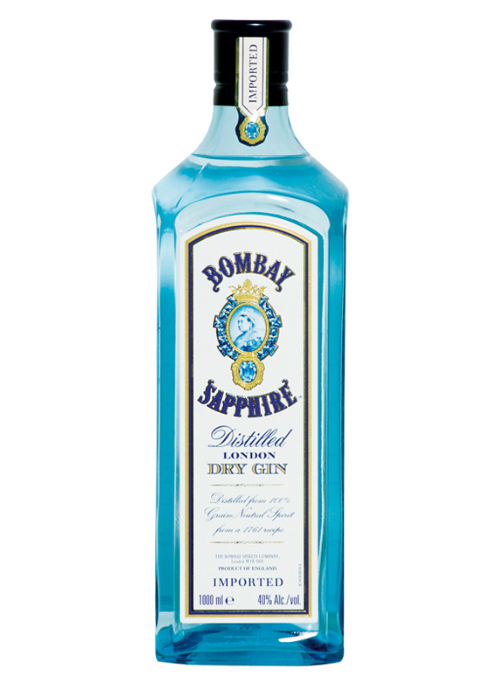 IMPORTED
BOMBAY
SAPPHIRE
Distilled
LONDON
DRY GIN
Distilled from 100%
Grain Neutral Spirit
from a 1761 recipe
THE BOMBAY SPIRITS COMPANY,
London
PRODUCT OF ENGLAND
IMPORTED
1000 ml e 40% Alc./vol.